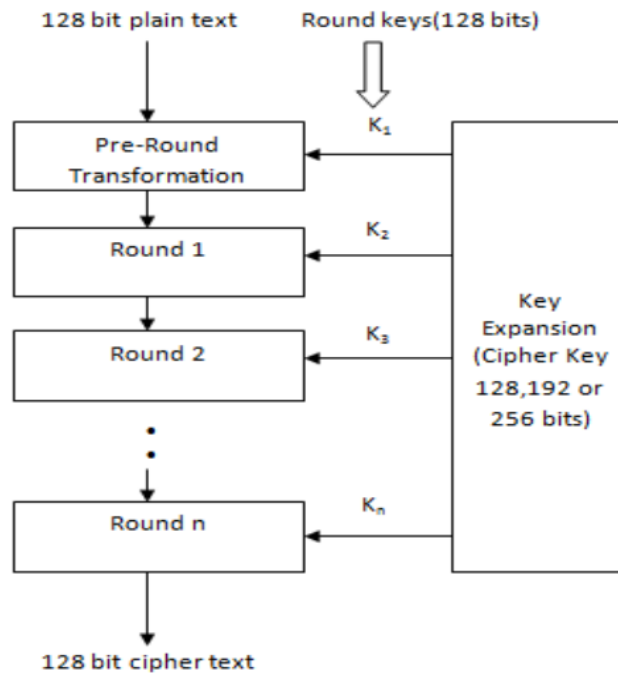 128 bit plain text
Round keys(128 bits)
K₁
Pre-Round
Transformation
K₂
Round 1
K₃
Round 2
Key
Expansion
(Cipher Key
128,192 or
256 bits)
Kₙ
Round n
128 bit cipher text